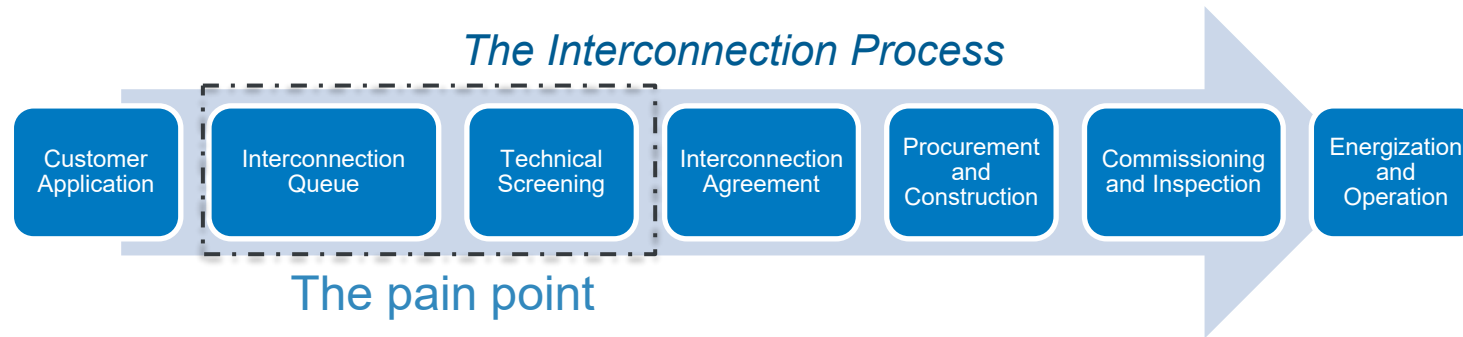 The Interconnection Process
Customer
Application
Interconnection
Queue
Technical
Screening
Interconnection
Agreement
Procurement
and
Construction
Commissioning
and Inspection
Energization
and
Operation
The pain point